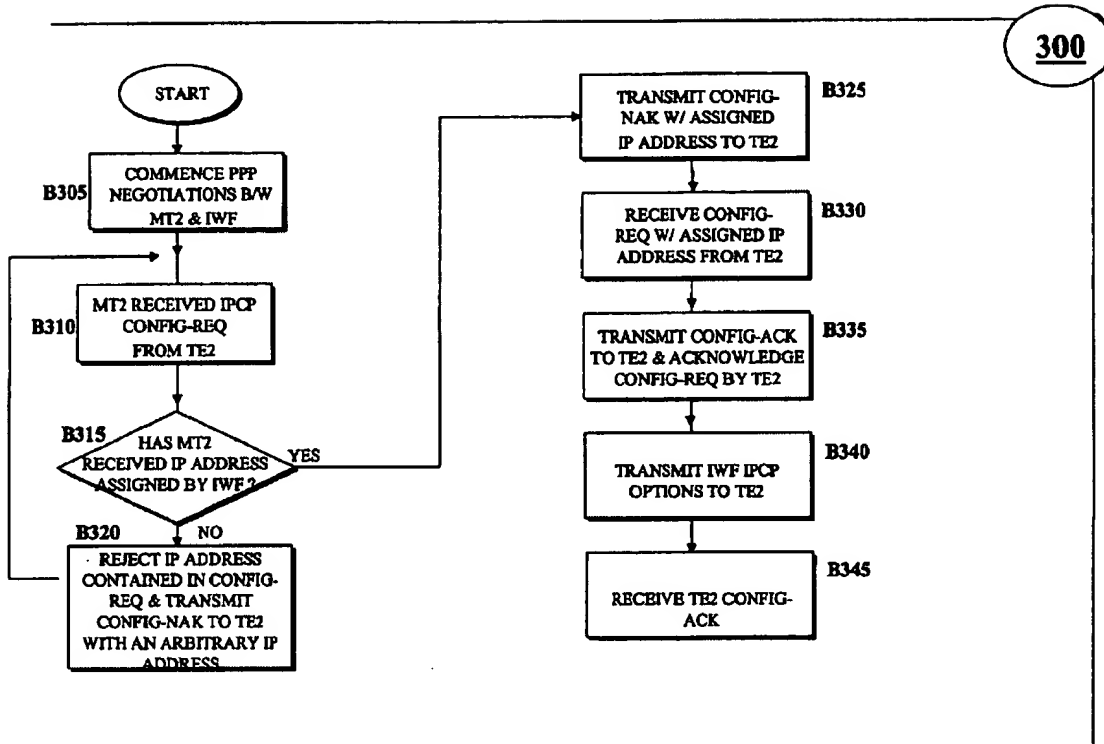 300
START
B305
COMMENCE PPP
NEGOTIATIONS B/W
MT2 & IWF
B310
MT2 RECEIVED IPCP
CONFIG-REQ
FROM TE2
B315
HAS MT2
RECEIVED IP ADDRESS
ASSIGNED BY IWF ?
YES
NO
B320
REJECT IP ADDRESS
CONTAINED IN CONFIG-
REQ & TRANSMIT
CONFIG-NAK TO TE2
WITH AN ARBITRARY IP
ADDRESS.
B325
TRANSMIT CONFIG-
NAK W/ ASSIGNED
IP ADDRESS TO TE2
B330
RECEIVE CONFIG-
REQ W/ ASSIGNED IP
ADDRESS FROM TE2
B335
TRANSMIT CONFIG-ACK
TO TE2 & ACKNOWLEDGE
CONFIG-REQ BY TE2
B340
TRANSMIT IWF IPCP
OPTIONS TO TE2
B345
RECEIVE TE2 CONFIG-
ACK